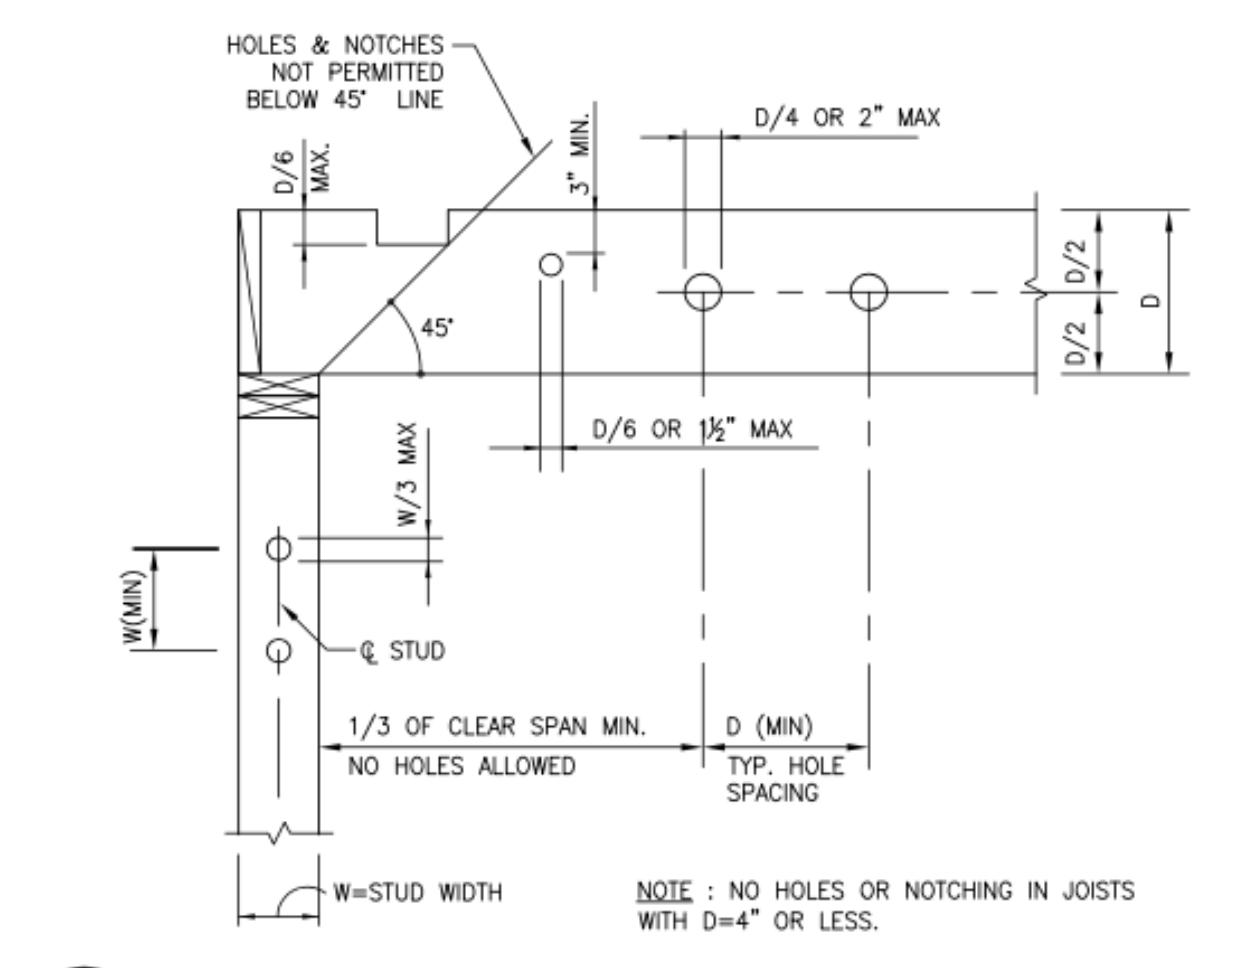 HOLES & NOTCHES
NOT PERMITTED
BELOW 45° LINE
D/6
MAX.
3" MIN.
D/4 OR 2" MAX
D/2
D
D/2
45°
D/6 OR 1½" MAX
W/3 MAX
W(MIN)
℄ STUD
1/3 OF CLEAR SPAN MIN.
NO HOLES ALLOWED
D (MIN)
TYP. HOLE
SPACING
W=STUD WIDTH
NOTE : NO HOLES OR NOTCHING IN JOISTS
WITH D=4" OR LESS.